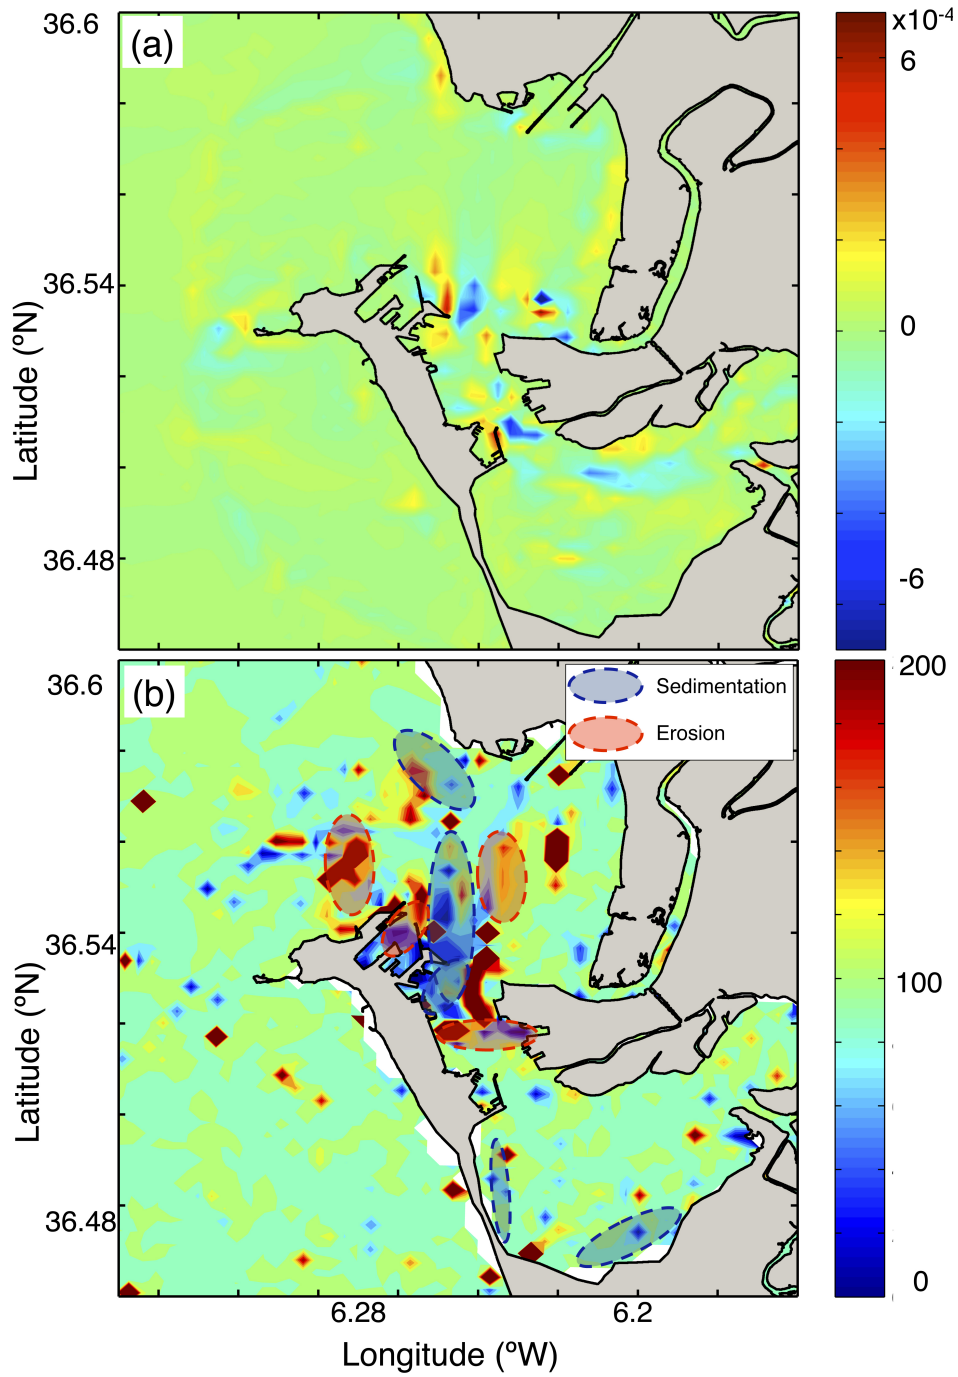 36.6
(a)
x10-4
6
36.54
0
Latitude (ºN)
36.48
-6
36.6
(b)
Sedimentation
Erosion
200
36.54
100
Latitude (ºN)
36.48
0
6.28
6.2
Longitude (ºW)